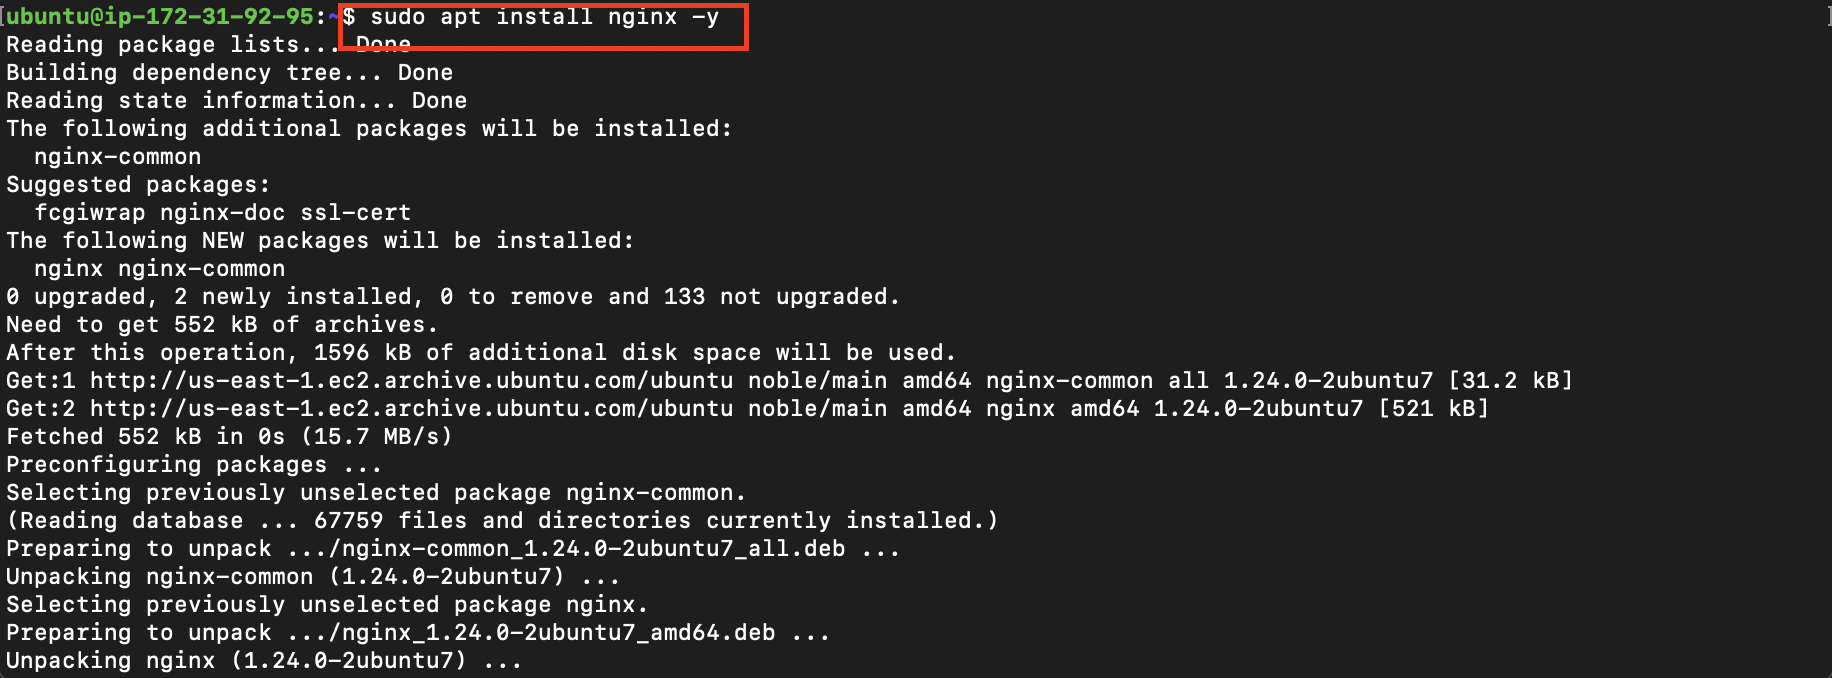 [ubuntu@ip-172-31-92-95:~$ sudo apt install nginx -y ]
Reading package lists... Done
Building dependency tree... Done
Reading state information... Done
The following additional packages will be installed:
  nginx-common
Suggested packages:
  fcgiwrap nginx-doc ssl-cert
The following NEW packages will be installed:
  nginx nginx-common
0 upgraded, 2 newly installed, 0 to remove and 133 not upgraded.
Need to get 552 kB of archives.
After this operation, 1596 kB of additional disk space will be used.
Get:1 http://us-east-1.ec2.archive.ubuntu.com/ubuntu noble/main amd64 nginx-common all 1.24.0-2ubuntu7 [31.2 kB]
Get:2 http://us-east-1.ec2.archive.ubuntu.com/ubuntu noble/main amd64 nginx amd64 1.24.0-2ubuntu7 [521 kB]
Fetched 552 kB in 0s (15.7 MB/s)
Preconfiguring packages ...
Selecting previously unselected package nginx-common.
(Reading database ... 67759 files and directories currently installed.)
Preparing to unpack .../nginx-common_1.24.0-2ubuntu7_all.deb ...
Unpacking nginx-common (1.24.0-2ubuntu7) ...
Selecting previously unselected package nginx.
Preparing to unpack .../nginx_1.24.0-2ubuntu7_amd64.deb ...
Unpacking nginx (1.24.0-2ubuntu7) ...